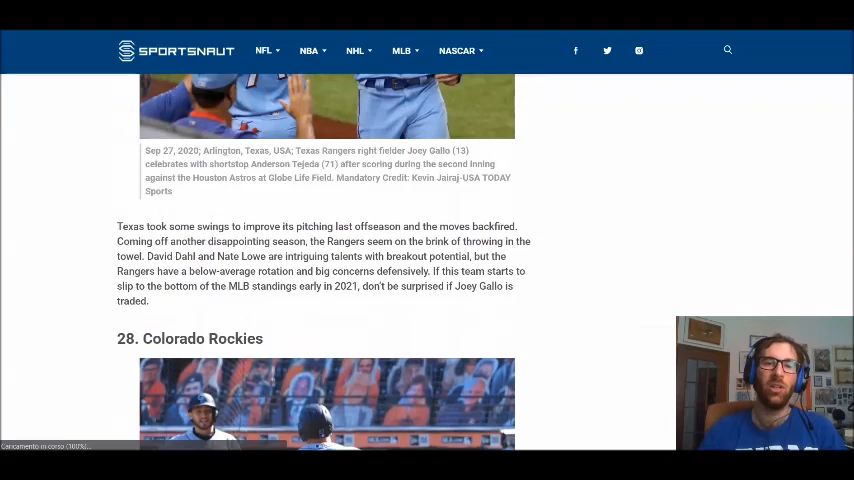 SPORTSNAUT NFL NBA NHL MLB NASCAR
Sep 27, 2020; Arlington, Texas, USA; Texas Rangers right fielder Joey Gallo (13)
celebrates with shortstop Anderson Tejeda (71) after scoring during the second inning
against the Houston Astros at Globe Life Field. Mandatory Credit: Kevin Jairaj-USA TODAY
Sports
Texas took some swings to improve its pitching last offseason and the moves backfired.
Coming off another disappointing season, the Rangers seem on the brink of throwing in the
towel. David Dahl and Nate Lowe are intriguing talents with breakout potential, but the
Rangers have a below-average rotation and big concerns defensively. If this team starts to
slip to the bottom of the MLB standings early in 2021, don't be surprised if Joey Gallo is
traded.
28. Colorado Rockies
Caricamento in corso (100%)...